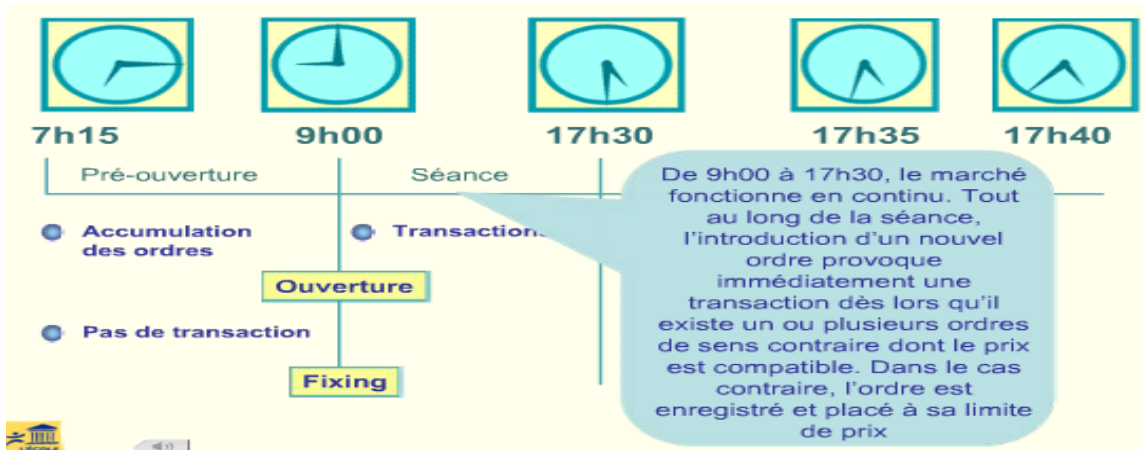 7h15
9h00
17h30
17h35
17h40
Pré-ouverture
Séance
Accumulation
des ordres
Transaction
Ouverture
Pas de transaction
Fixing
De 9h00 à 17h30, le marché
fonctionne en continu. Tout
au long de la séance,
l’introduction d’un nouvel
ordre provoque
immédiatement une
transaction dès lors qu’il
existe un ou plusieurs ordres
de sens contraire dont le prix
est compatible. Dans le cas
contraire, l’ordre est
enregistré et placé à sa limite
de prix